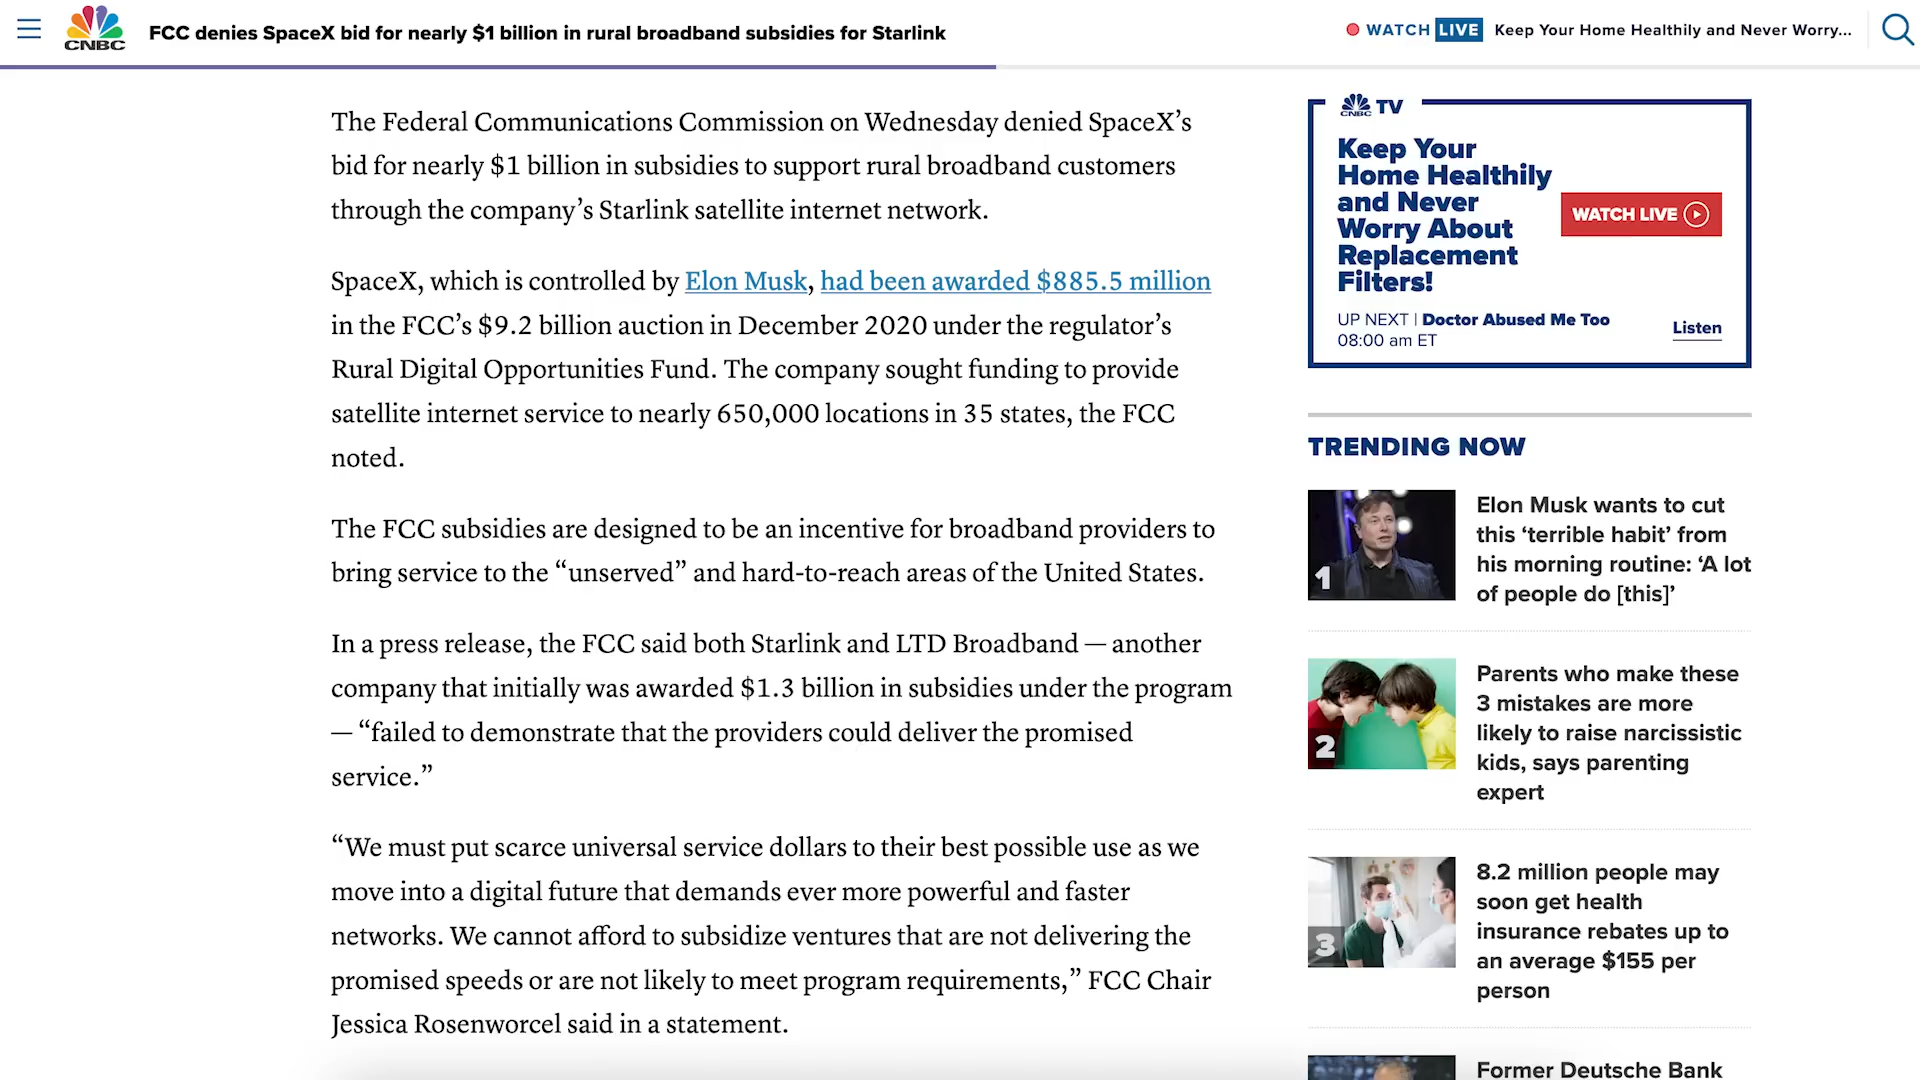 CNBC
FCC denies SpaceX bid for nearly $1 billion in rural broadband subsidies for Starlink
WATCH LIVE Keep Your Home Healthily and Never Worry...
The Federal Communications Commission on Wednesday denied SpaceX’s
bid for nearly $1 billion in subsidies to support rural broadband customers
through the company’s Starlink satellite internet network.
SpaceX, which is controlled by Elon Musk, had been awarded $885.5 million
in the FCC’s $9.2 billion auction in December 2020 under the regulator’s
Rural Digital Opportunities Fund. The company sought funding to provide
satellite internet service to nearly 650,000 locations in 35 states, the FCC
noted.
The FCC subsidies are designed to be an incentive for broadband providers to
bring service to the “unserved” and hard-to-reach areas of the United States.
In a press release, the FCC said both Starlink and LTD Broadband — another
company that initially was awarded $1.3 billion in subsidies under the program
— “failed to demonstrate that the providers could deliver the promised
service.”
“We must put scarce universal service dollars to their best possible use as we
move into a digital future that demands ever more powerful and faster
networks. We cannot afford to subsidize ventures that are not delivering the
promised speeds or are not likely to meet program requirements,” FCC Chair
Jessica Rosenworcel said in a statement.
CNBC TV
Keep Your
Home Healthily
and Never
Worry About
Replacement
Filters!
WATCH LIVE
UP NEXT | Doctor Abused Me Too
08:00 am ET
Listen
TRENDING NOW
1
Elon Musk wants to cut
this ‘terrible habit’ from
his morning routine: ‘A lot
of people do [this]’
2
Parents who make these
3 mistakes are more
likely to raise narcissistic
kids, says parenting
expert
3
8.2 million people may
soon get health
insurance rebates up to
an average $155 per
person
Former Deutsche Bank